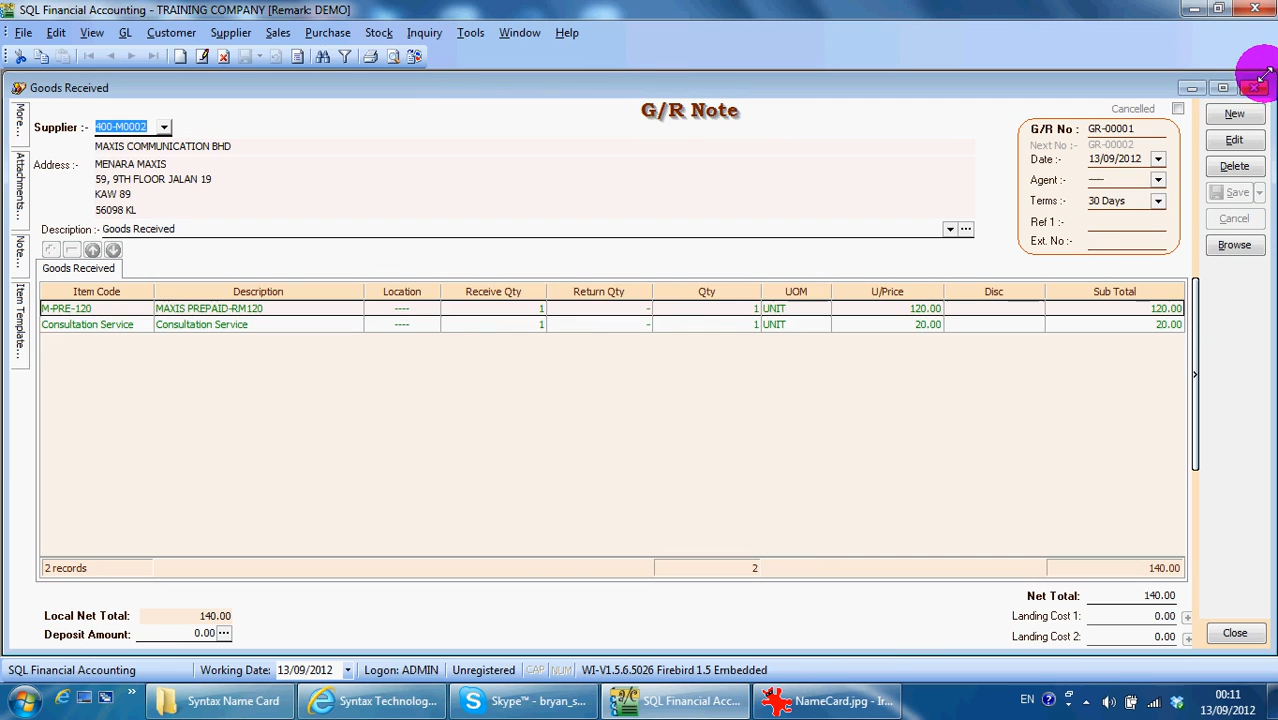 SQL Financial Accounting - TRAINING COMPANY [Remark: DEMO]
File Edit View GL Customer Supplier Sales Purchase Stock Inquiry Tools Window Help
Goods Received
More...
Attachments...
Note...
Item Template...
G/R Note
Cancelled
Supplier :- 400-M0002
MAXIS COMMUNICATION BHD
Address :- MENARA MAXIS
59, 9TH FLOOR JALAN 19
KAW 89
56098 KL
Description :- Goods Received
G/R No : GR-00001
Next No :- GR-00002
Date :- 13/09/2012
Agent :- ----
Terms :- 30 Days
Ref 1 :-
Ext. No :-
New
Edit
Delete
Save
Cancel
Browse
Goods Received
Item Code Description Location Receive Qty Return Qty Qty UOM U/Price Disc Sub Total
M-PRE-120 MAXIS PREPAID-RM120 ---- 1 - 1 UNIT 120.00 120.00
Consultation Service Consultation Service ---- 1 - 1 UNIT 20.00 20.00
2 records 2 140.00
Local Net Total: 140.00
Deposit Amount: 0.00 ...
Net Total: 140.00
Landing Cost 1: 0.00
Landing Cost 2: 0.00
Close
SQL Financial Accounting Working Date: 13/09/2012 Logon: ADMIN Unregistered CAP NUM WI-V1.5.6.5026 Firebird 1.5 Embedded
Syntax Name Card Syntax Technolog... Skype™ - bryan_s... SQL Financial Acc... NameCard.jpg - Ir... EN 00:11
13/09/2012